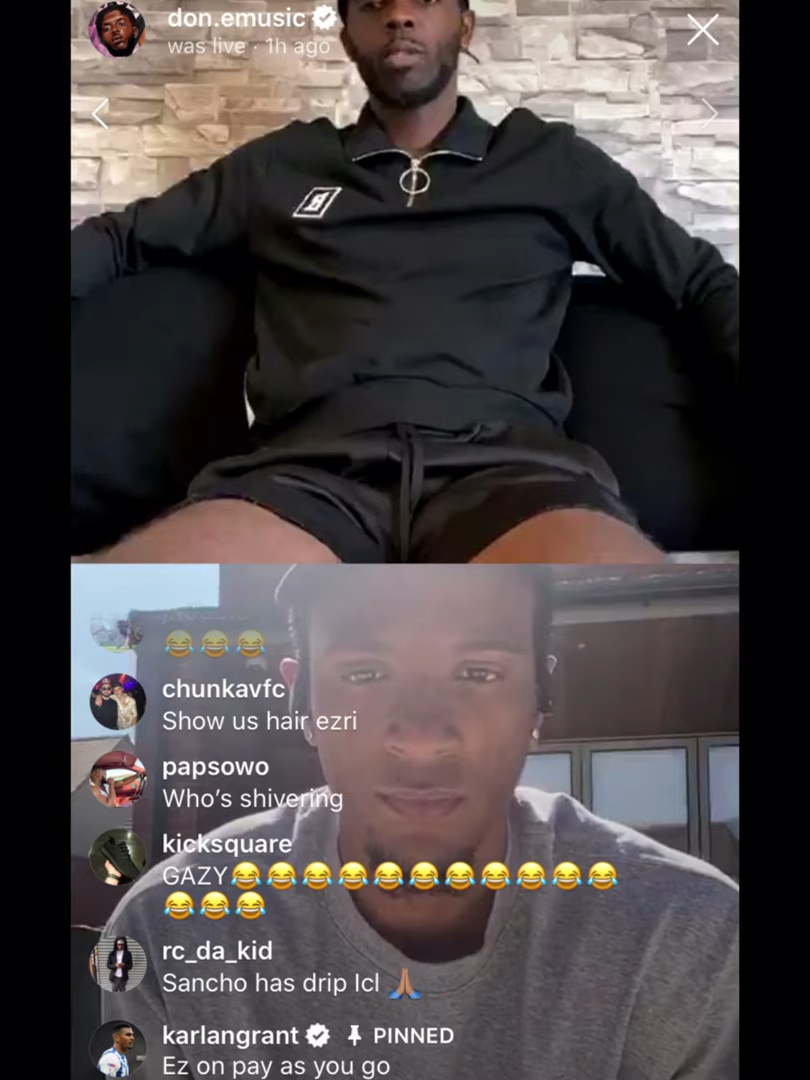 don.emusic
was live · 1h ago
😂😂😂
chunkavfc
Show us hair ezri
papsowo
Who's shivering
kicksquare
GAZY😂😂😂😂😂😂😂😂😂😂😂
😂😂😂
rc_da_kid
Sancho has drip lcl 🙏🏽
karlangrant PINNED
Ez on pay as you go